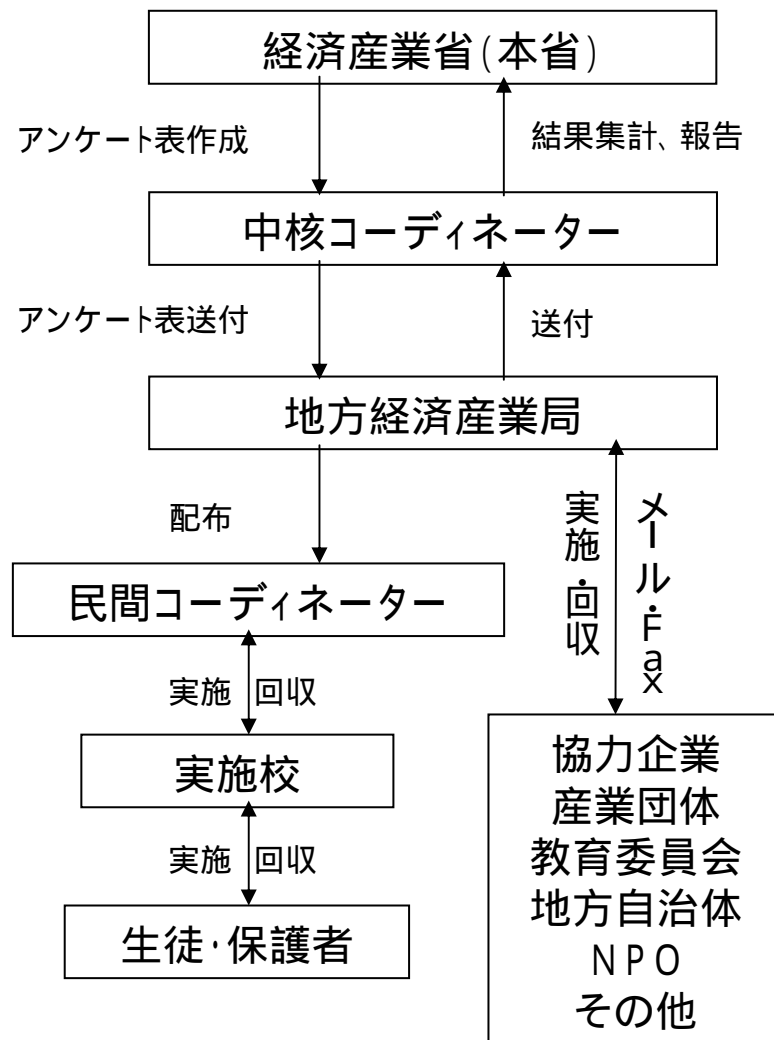 経済産業省(本省)
アンケート表作成
結果集計、報告
中核コーディネーター
アンケート表送付
送付
地方経済産業局
配布
実施・回収
メール・Fax
民間コーディネーター
実施 回収
実施校
実施 回収
生徒・保護者
協力企業
産業団体
教育委員会
地方自治体
NPO
その他